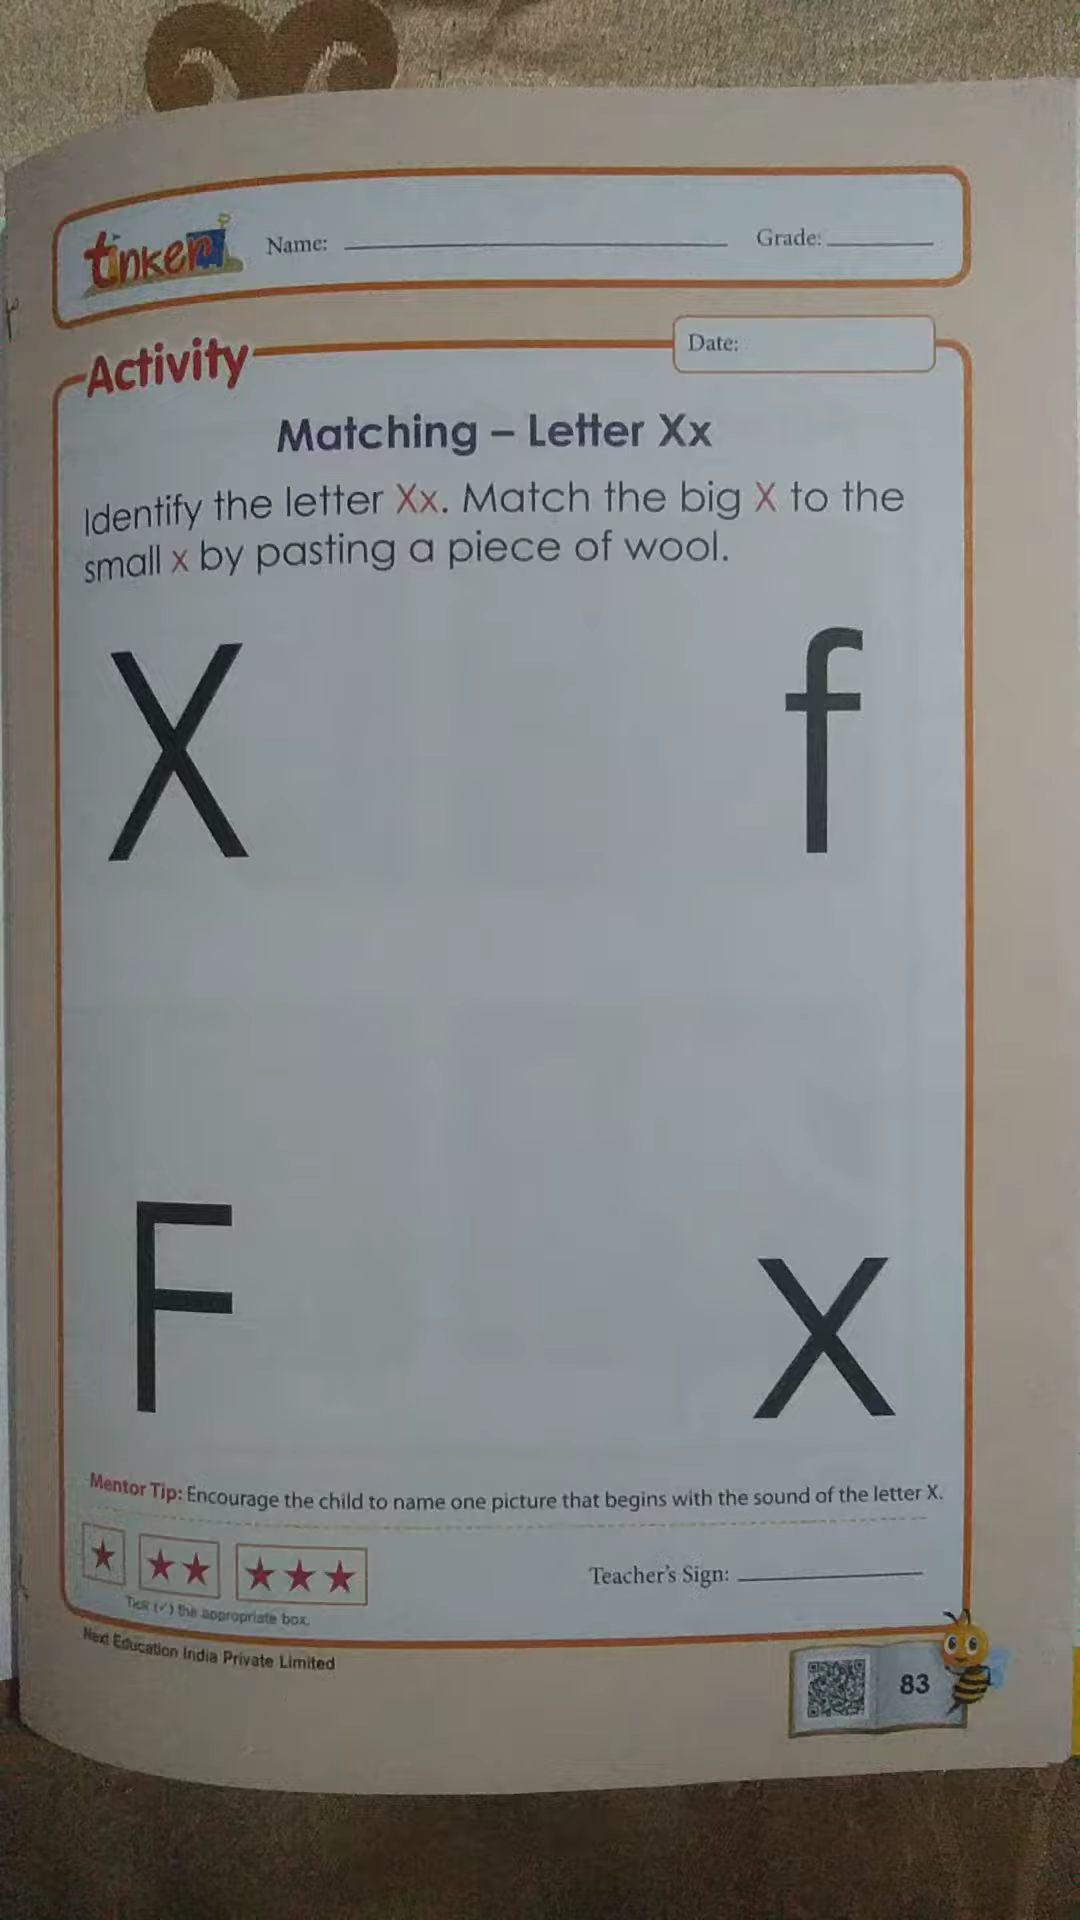 tinker
Name:
Grade:
Activity
Date:
Matching – Letter Xx
Identify the letter Xx. Match the big X to the
small x by pasting a piece of wool.
X f
F x
Mentor Tip: Encourage the child to name one picture that begins with the sound of the letter X.
Teacher's Sign:
Tick (✓) the appropriate box.
Next Education India Private Limited
83